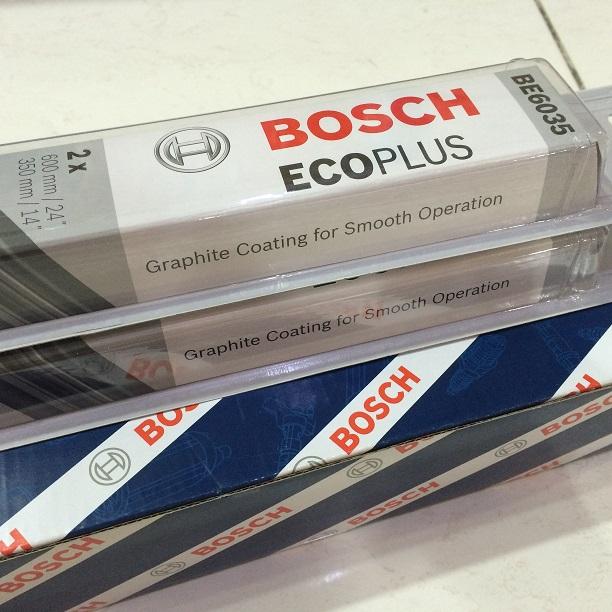 BOSCH
ECOPLUS
BE6035
2 x
600 mm / 24"
350 mm / 14"
Graphite Coating for Smooth Operation
Graphite Coating for Smooth Operation
BOSCH
BOSCH
BOSCH
BOSCH
BOSCH